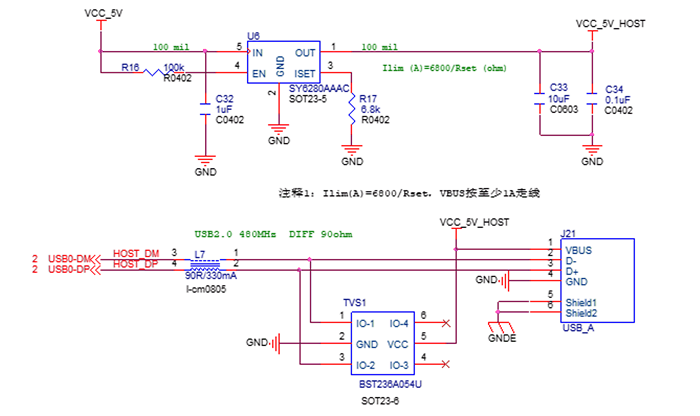 VCC_5V
VCC_5V_HOST
U6
100 mil
5 IN OUT 1
100 mil
R16 100k
R0402
4 EN GND ISET 3
Ilim (A)=6800/Rset (ohm)
2
SY6280AAAC
SOT23-5
C32
1uF
C0402
R17
6.8k
R0402
C33
10uF
C0603
C34
0.1uF
C0402
GND
GND
GND
GND
注释1: Ilim(A)=6800/Rset. VBUS按至少1A走线
USB2.0 480MHz DIFF 90ohm
VCC_5V_HOST
J21
2 USB0-DM HOST_DM 3 L7 1
2 USB0-DP HOST_DP 4 2
90R/330mA
l-cm0805
1 VBUS
2 D-
3 D+
GND 4 GND
5 Shield1
6 Shield2
GNDE
USB_A
TVS1
1 IO-1 IO-4 6
GND 2 GND VCC 5
3 IO-2 IO-3 4
BST236A054U
SOT23-6